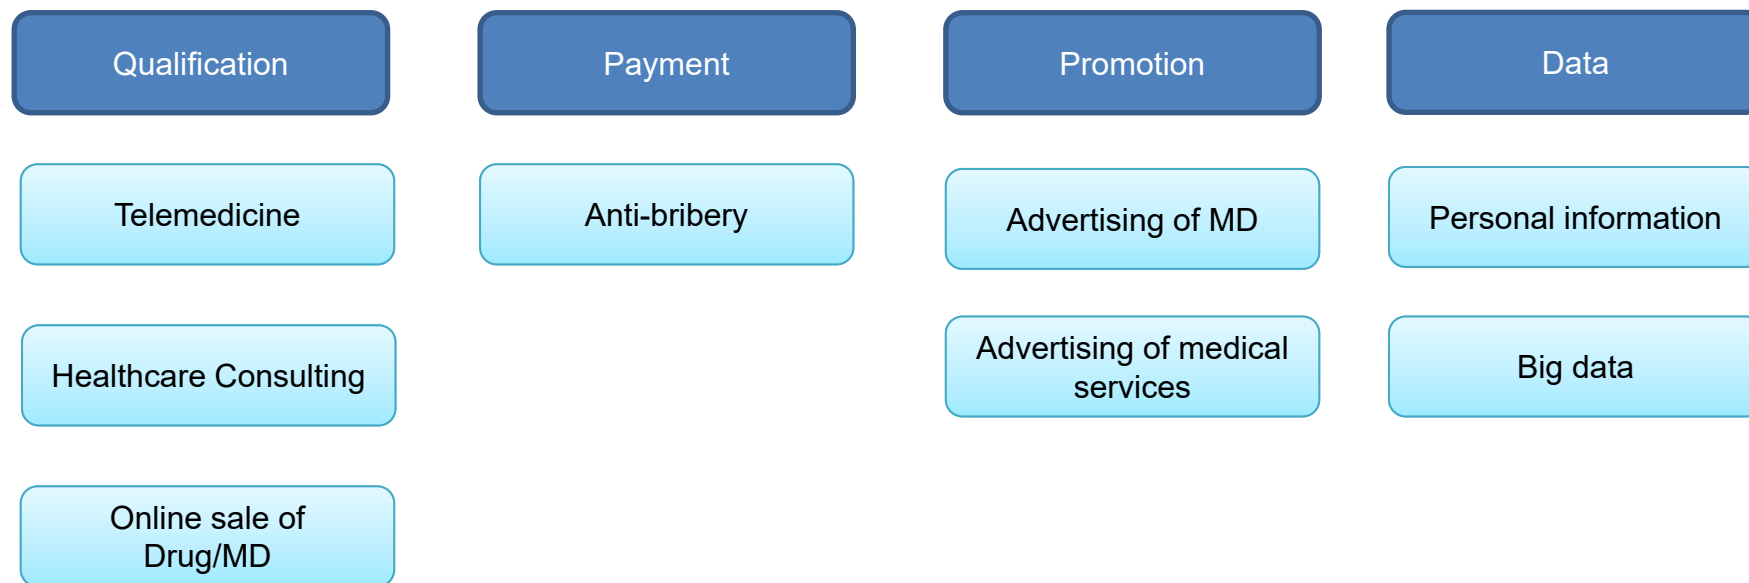 Qualification
Payment
Promotion
Data
Telemedicine
Anti-bribery
Advertising of MD
Personal information
Healthcare Consulting
Advertising of medical
services
Big data
Online sale of
Drug/MD